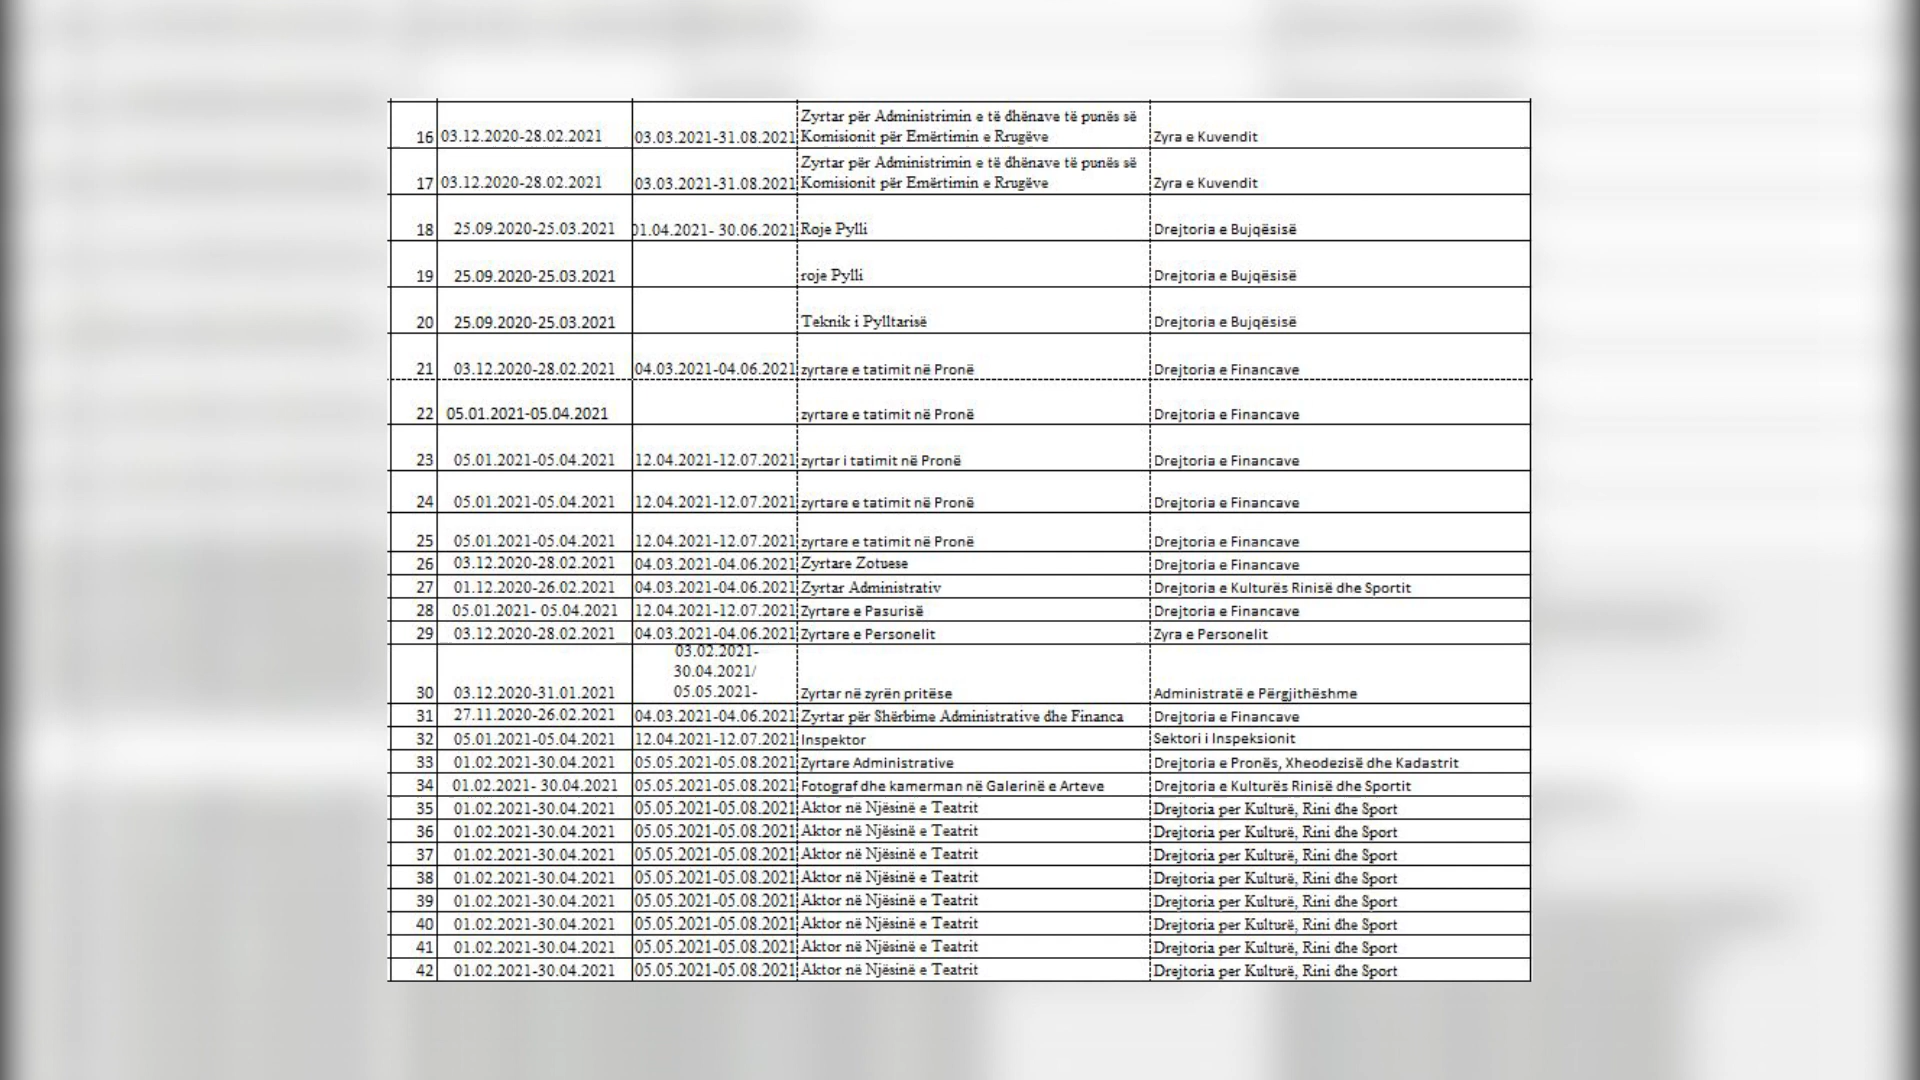 Zyrtar për Administrimin e të dhënave të punës së
16 03.12.2020-28.02.2021 03.03.2021-31.08.2021 Komisionit për Emërtimin e Rrugëve Zyra e Kuvendit
Zyrtar për Administrimin e të dhënave të punës së
17 03.12.2020-28.02.2021 03.03.2021-31.08.2021 Komisionit për Emërtimin e Rrugëve Zyra e Kuvendit
18 25.09.2020-25.03.2021 01.04.2021- 30.06.2021 Roje Pylli Drejtoria e Bujqësisë
19 25.09.2020-25.03.2021 roje Pylli Drejtoria e Bujqësisë
20 25.09.2020-25.03.2021 Teknik i Pylltarisë Drejtoria e Bujqësisë
21 03.12.2020-28.02.2021 04.03.2021-04.06.2021 zyrtare e tatimit në Pronë Drejtoria e Financave
22 05.01.2021-05.04.2021 zyrtare e tatimit në Pronë Drejtoria e Financave
23 05.01.2021-05.04.2021 12.04.2021-12.07.2021 zyrtar i tatimit në Pronë Drejtoria e Financave
24 05.01.2021-05.04.2021 12.04.2021-12.07.2021 zyrtare e tatimit në Pronë Drejtoria e Financave
25 05.01.2021-05.04.2021 12.04.2021-12.07.2021 zyrtare e tatimit në Pronë Drejtoria e Financave
26 03.12.2020-28.02.2021 04.03.2021-04.06.2021 Zyrtare Zotuese Drejtoria e Financave
27 01.12.2020-26.02.2021 04.03.2021-04.06.2021 Zyrtar Administrativ Drejtoria e Kulturës Rinisë dhe Sportit
28 05.01.2021- 05.04.2021 12.04.2021-12.07.2021 Zyrtare e Pasurisë Drejtoria e Financave
29 03.12.2020-28.02.2021 04.03.2021-04.06.2021 Zyrtare e Personelit Zyra e Personelit
03.02.2021-
30.04.2021/
30 03.12.2020-31.01.2021 05.05.2021- Zyrtar në zyrën pritëse Administratë e Përgjithëshme
31 27.11.2020-26.02.2021 04.03.2021-04.06.2021 Zyrtar për Shërbime Administrative dhe Financa Drejtoria e Financave
32 05.01.2021-05.04.2021 12.04.2021-12.07.2021 Inspektor Sektori i Inspeksionit
33 01.02.2021-30.04.2021 05.05.2021-05.08.2021 Zyrtare Administrative Drejtoria e Pronës, Xheodezisë dhe Kadastrit
34 01.02.2021- 30.04.2021 05.05.2021-05.08.2021 Fotograf dhe kamerman në Galerinë e Arteve Drejtoria e Kulturës Rinisë dhe Sportit
35 01.02.2021-30.04.2021 05.05.2021-05.08.2021 Aktor në Njësinë e Teatrit Drejtoria per Kulturë, Rini dhe Sport
36 01.02.2021-30.04.2021 05.05.2021-05.08.2021 Aktor në Njësinë e Teatrit Drejtoria per Kulturë, Rini dhe Sport
37 01.02.2021-30.04.2021 05.05.2021-05.08.2021 Aktor në Njësinë e Teatrit Drejtoria per Kulturë, Rini dhe Sport
38 01.02.2021-30.04.2021 05.05.2021-05.08.2021 Aktor në Njësinë e Teatrit Drejtoria per Kulturë, Rini dhe Sport
39 01.02.2021-30.04.2021 05.05.2021-05.08.2021 Aktor në Njësinë e Teatrit Drejtoria per Kulturë, Rini dhe Sport
40 01.02.2021-30.04.2021 05.05.2021-05.08.2021 Aktor në Njësinë e Teatrit Drejtoria per Kulturë, Rini dhe Sport
41 01.02.2021-30.04.2021 05.05.2021-05.08.2021 Aktor në Njësinë e Teatrit Drejtoria per Kulturë, Rini dhe Sport
42 01.02.2021-30.04.2021 05.05.2021-05.08.2021 Aktor në Njësinë e Teatrit Drejtoria per Kulturë, Rini dhe Sport